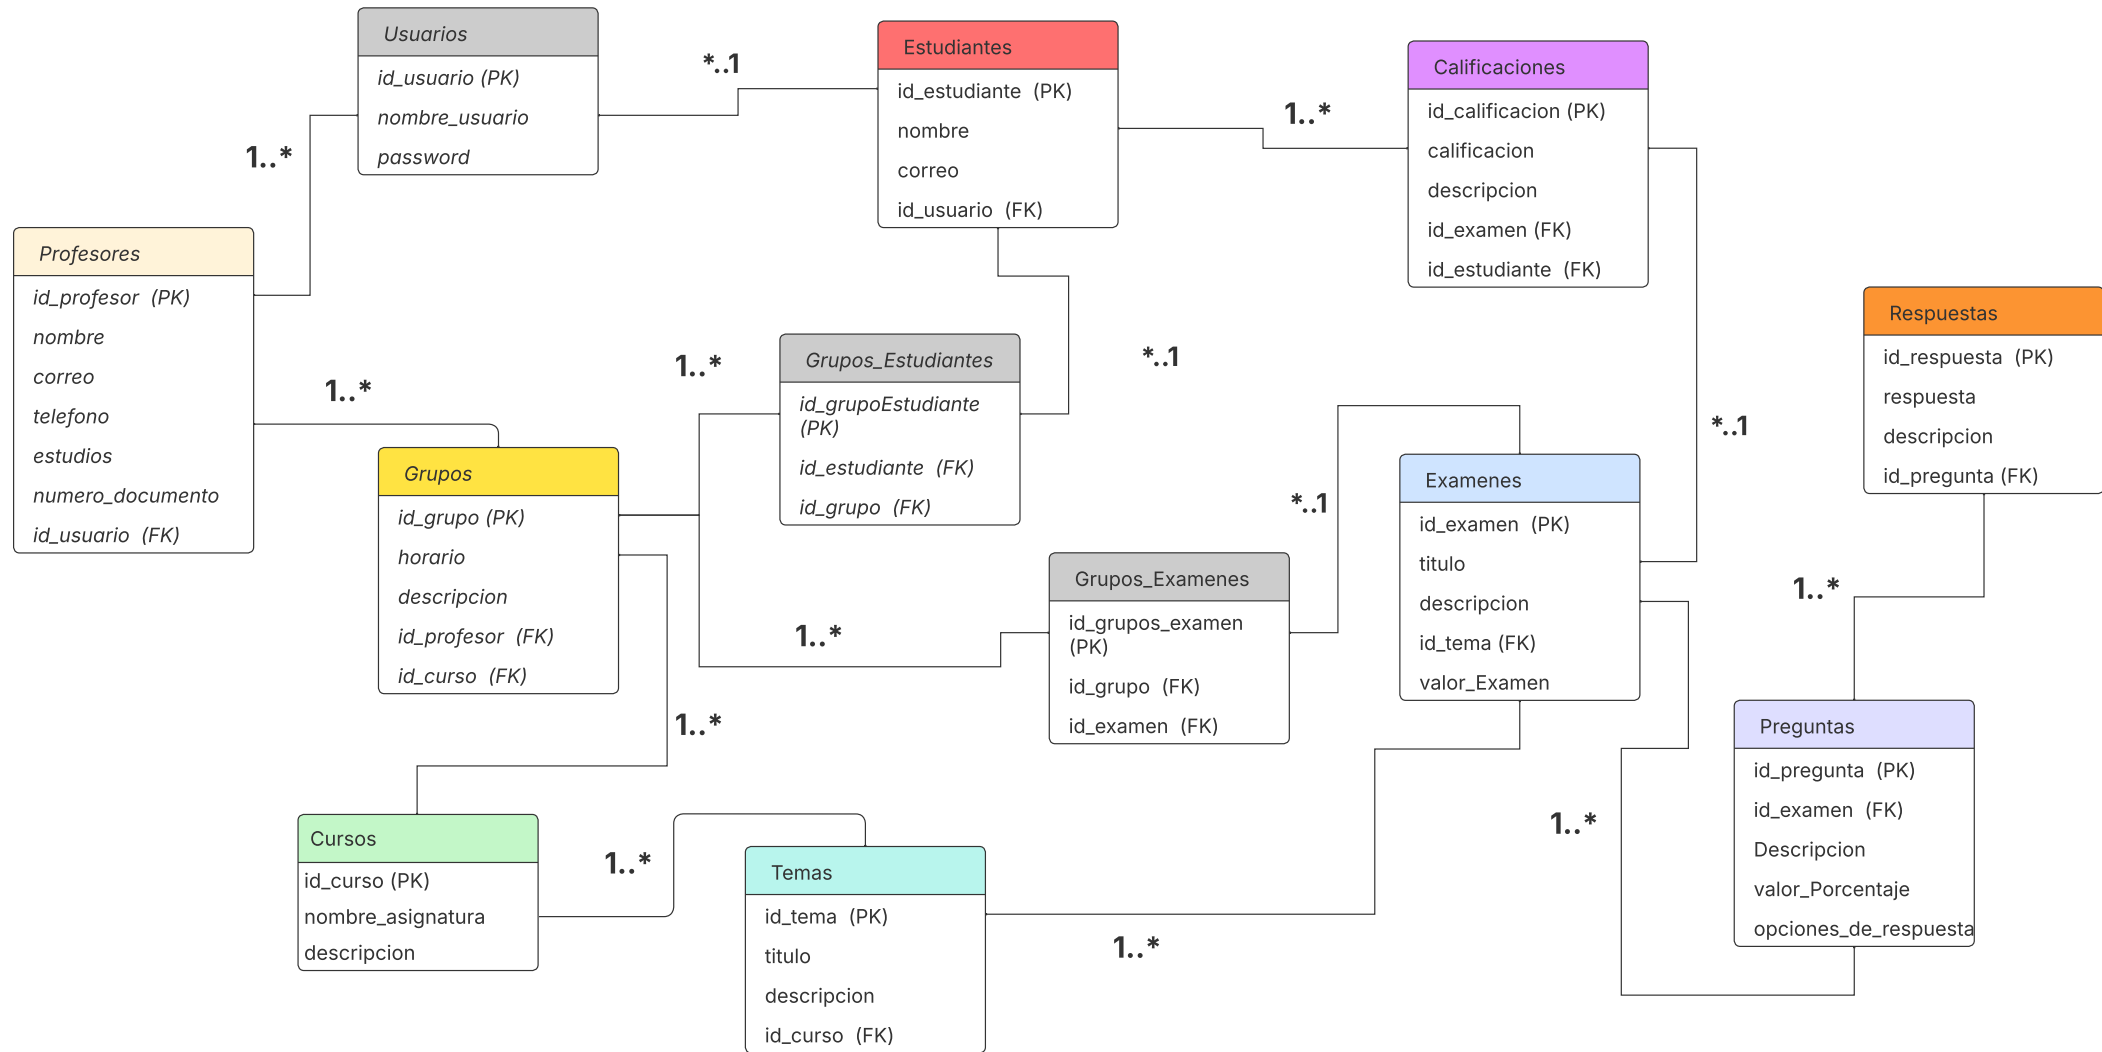 Usuarios
id_usuario (PK)
nombre_usuario
password
*..1
Estudiantes
id_estudiante (PK)
nombre
correo
id_usuario (FK)
1..*
Calificaciones
id_calificacion (PK)
calificacion
descripcion
id_examen (FK)
id_estudiante (FK)
1..*
Profesores
id_profesor (PK)
nombre
correo
telefono
estudios
numero_documento
id_usuario (FK)
1..*
1..*
Grupos_Estudiantes
id_grupoEstudiante
(PK)
id_estudiante (FK)
id_grupo (FK)
*..1
*..1
Respuestas
id_respuesta (PK)
respuesta
descripcion
id_pregunta (FK)
Grupos
id_grupo (PK)
horario
descripcion
id_profesor (FK)
id_curso (FK)
1..*
Grupos_Examenes
id_grupos_examen
(PK)
id_grupo (FK)
id_examen (FK)
*..1
Examenes
id_examen (PK)
titulo
descripcion
id_tema (FK)
valor_Examen
1..*
1..*
Cursos
id_curso (PK)
nombre_asignatura
descripcion
1..*
Temas
id_tema (PK)
titulo
descripcion
id_curso (FK)
1..*
1..*
Preguntas
id_pregunta (PK)
id_examen (FK)
Descripcion
valor_Porcentaje
opciones_de_respuesta